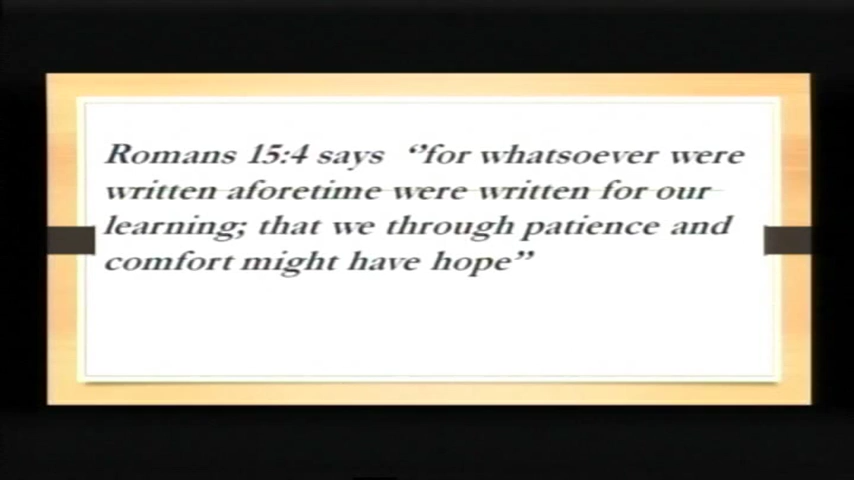 Romans 15:4 says “for whatsoever were
written aforetime were written for our
learning; that we through patience and
comfort might have hope”